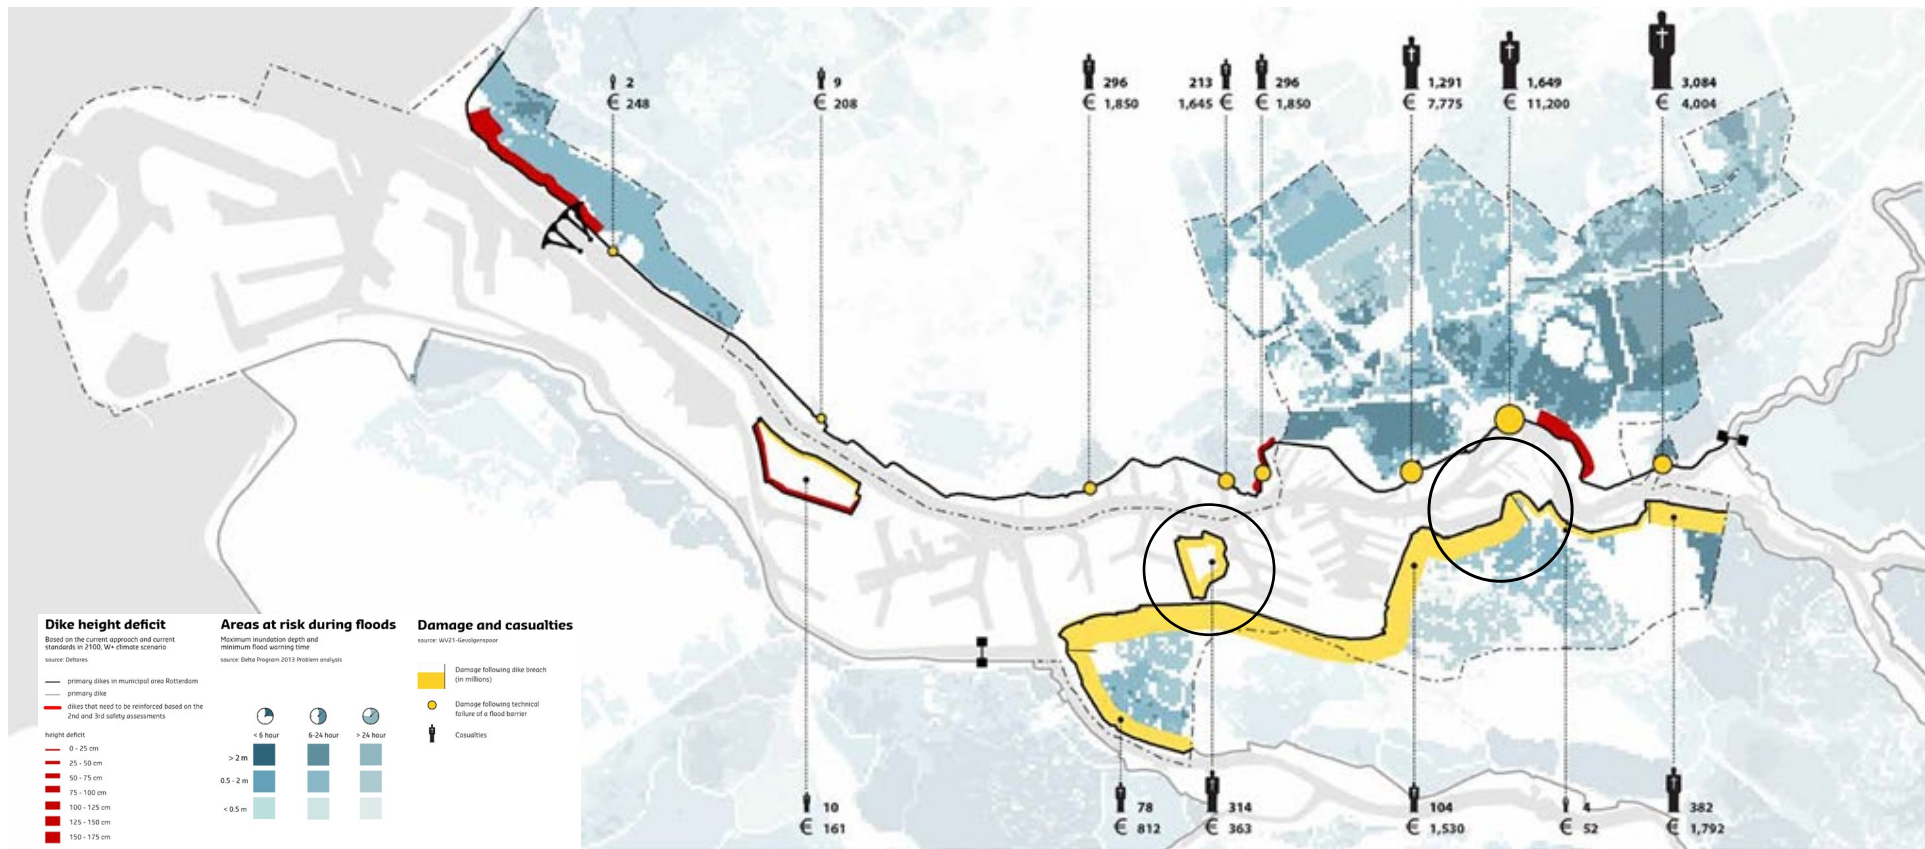 2
€ 248
9
€ 208
296
€ 1,850
213
1,645 €
296
€ 1,850
1,291
€ 7,775
1,649
€ 11,200
3,084
€ 4,004
Dike height deficit
Based on the current approach and current
standards in 2100, W+ climate scenario
source: Deltares
primary dikes in municipal area Rotterdam
primary dike
dikes that need to be reinforced based on the
2nd and 3rd safety assessments
height deficit
0 - 25 cm
25 - 50 cm
50 - 75 cm
75 - 100 cm
100 - 125 cm
125 - 150 cm
150 - 175 cm
Areas at risk during floods
Maximum inundation depth and
minimum flood warning time
source: Delta Program 2013 Problem analysis
< 6 hour
6-24 hour
> 24 hour
> 2 m
0.5 - 2 m
< 0.5 m
Damage and casualties
source: WV21-Gevolgenspoor
Damage following dike breach
(in millions)
Damage following technical
failure of a flood barrier
Casualties
10
€ 161
78
€ 812
314
€ 363
104
€ 1,530
4
€ 52
382
€ 1,792